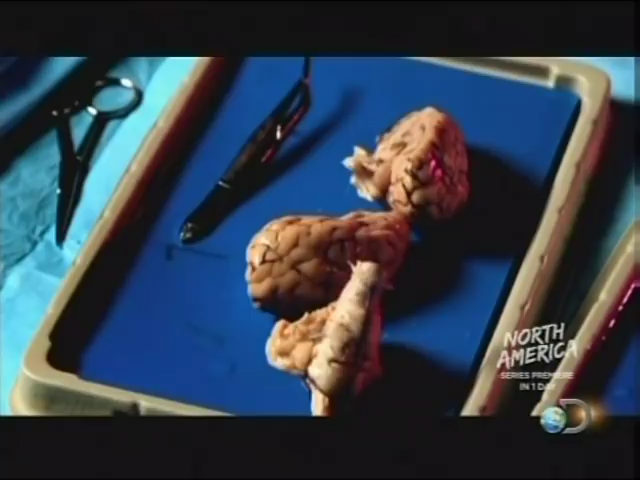 NORTH
AMERICA
SERIES PREMIERE
IN 1 DAY
D